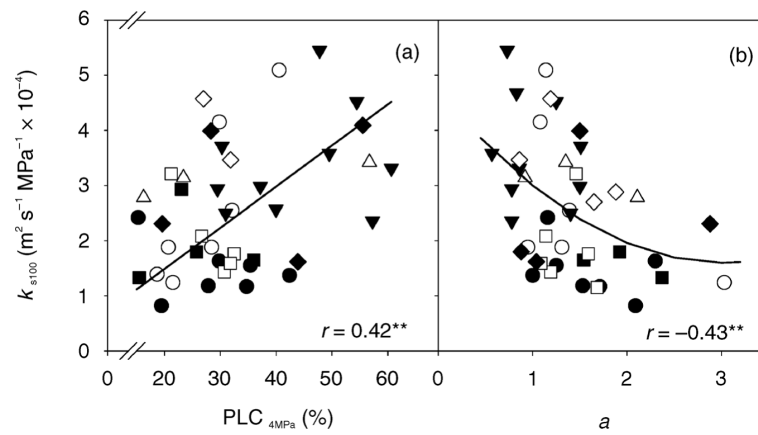 6
5
4
3
2
1
0
k s100 (m² s⁻¹ MPa⁻¹ × 10⁻⁴)
(a)
r = 0.42**
0 20 30 40 50 60
PLC 4MPa (%)
(b)
r = –0.43**
0 1 2 3
a